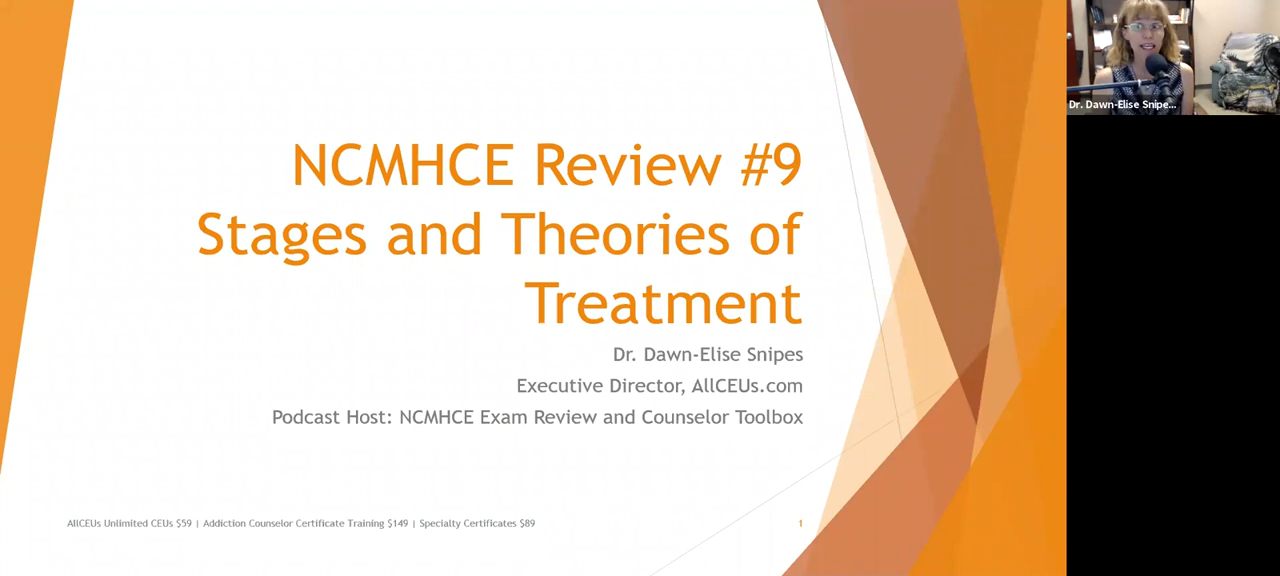 NCMHCE Review #9
Stages and Theories of
Treatment
Dr. Dawn-Elise Snipes
Executive Director, AllCEUs.com
Podcast Host: NCMHCE Exam Review and Counselor Toolbox
AllCEUs Unlimited CEUs $59 | Addiction Counselor Certificate Training $149 | Specialty Certificates $89
1
Dr. Dawn-Elise Snipe...